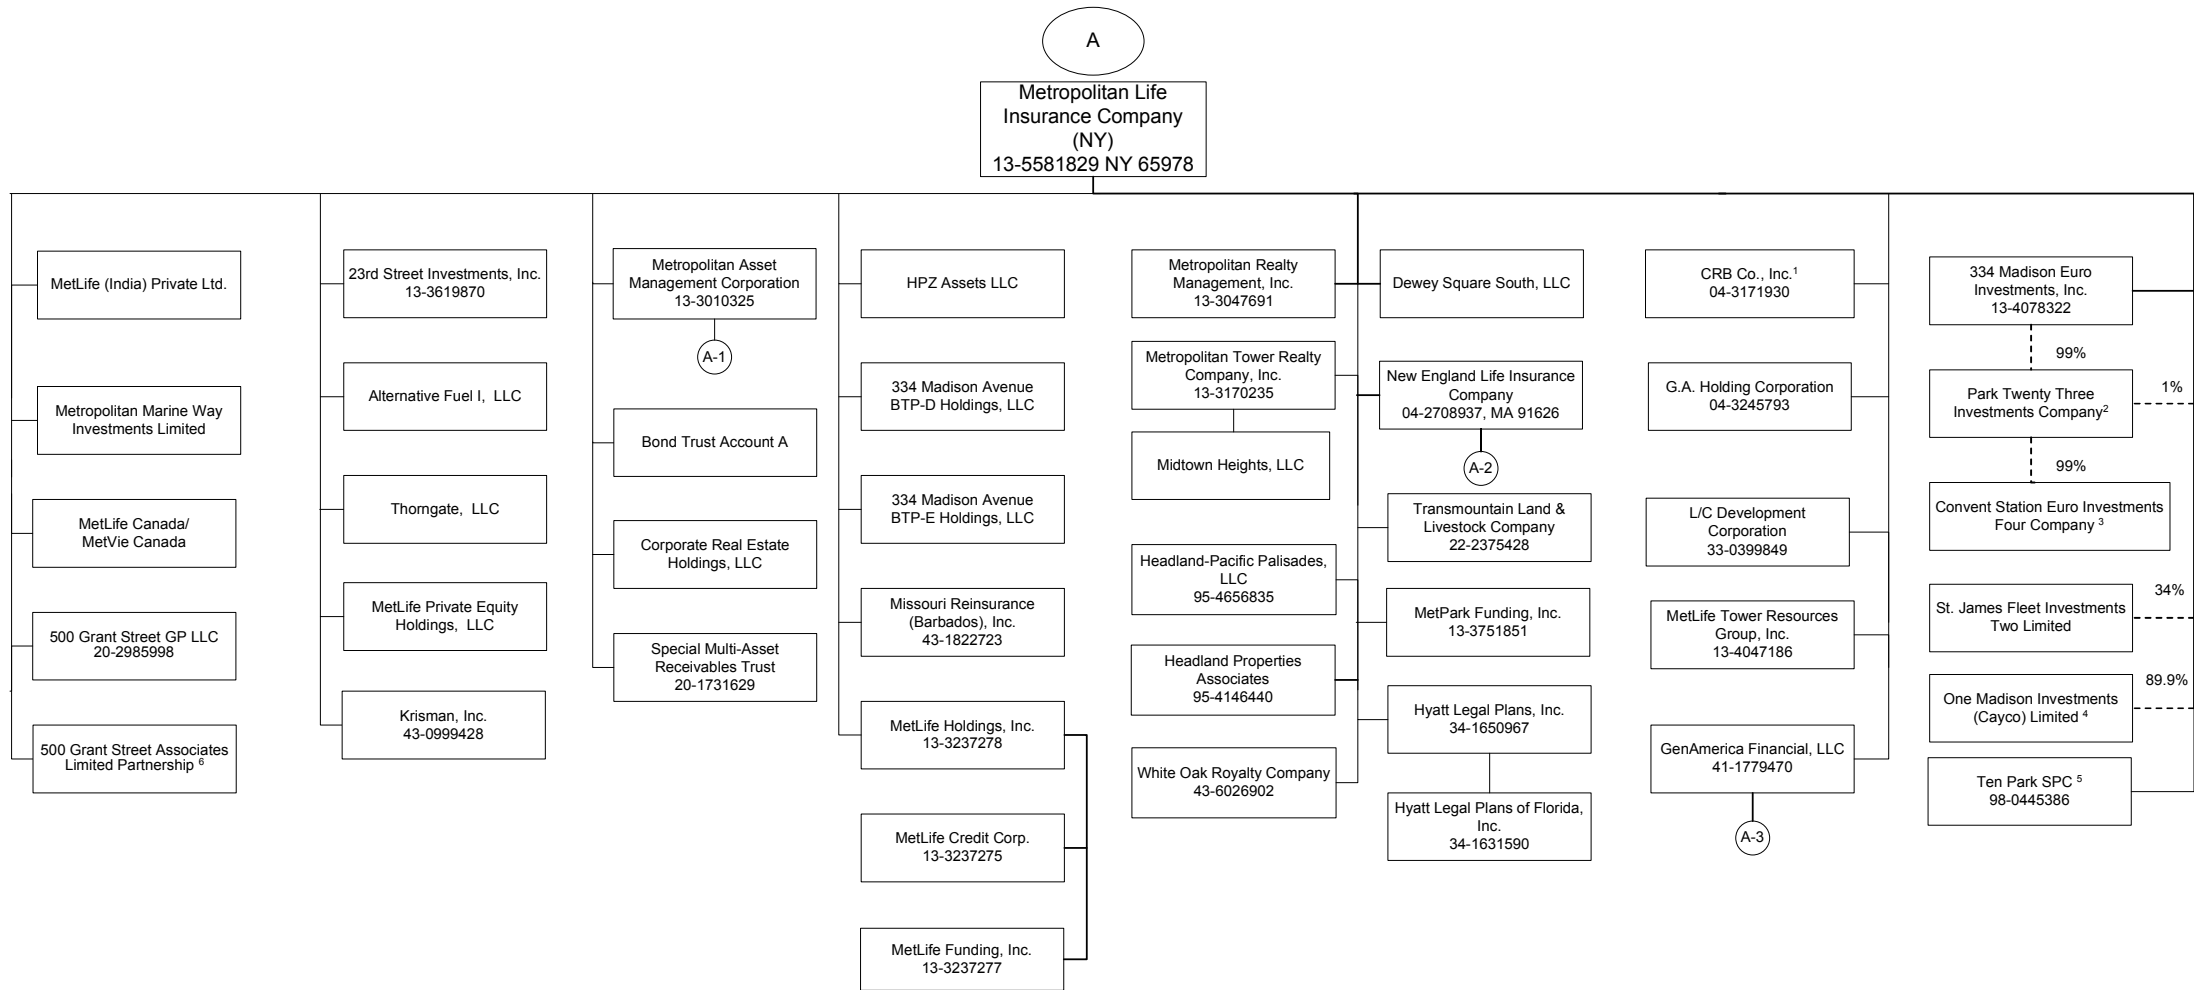 A
Metropolitan Life
Insurance Company
(NY)
13-5581829 NY 65978
MetLife (India) Private Ltd.
Metropolitan Marine Way
Investments Limited
MetLife Canada/
MetVie Canada
500 Grant Street GP LLC
20-2985998
500 Grant Street Associates
Limited Partnership ⁶
23rd Street Investments, Inc.
13-3619870
Alternative Fuel I, LLC
Thorngate, LLC
MetLife Private Equity
Holdings, LLC
Krisman, Inc.
43-0999428
Metropolitan Asset
Management Corporation
13-3010325
A-1
Bond Trust Account A
Corporate Real Estate
Holdings, LLC
Special Multi-Asset
Receivables Trust
20-1731629
HPZ Assets LLC
334 Madison Avenue
BTP-D Holdings, LLC
334 Madison Avenue
BTP-E Holdings, LLC
Missouri Reinsurance
(Barbados), Inc.
43-1822723
MetLife Holdings, Inc.
13-3237278
MetLife Credit Corp.
13-3237275
MetLife Funding, Inc.
13-3237277
Metropolitan Realty
Management, Inc.
13-3047691
Metropolitan Tower Realty
Company, Inc.
13-3170235
Midtown Heights, LLC
Headland-Pacific Palisades,
LLC
95-4656835
Headland Properties
Associates
95-4146440
White Oak Royalty Company
43-6026902
Dewey Square South, LLC
New England Life Insurance
Company
04-2708937, MA 91626
A-2
Transmountain Land &
Livestock Company
22-2375428
MetPark Funding, Inc.
13-3751851
Hyatt Legal Plans, Inc.
34-1650967
Hyatt Legal Plans of Florida,
Inc.
34-1631590
CRB Co., Inc.¹
04-3171930
G.A. Holding Corporation
04-3245793
L/C Development
Corporation
33-0399849
MetLife Tower Resources
Group, Inc.
13-4047186
GenAmerica Financial, LLC
41-1779470
A-3
334 Madison Euro
Investments, Inc.
13-4078322
99%
Park Twenty Three
Investments Company²
1%
99%
Convent Station Euro Investments
Four Company ³
34%
St. James Fleet Investments
Two Limited
89.9%
One Madison Investments
(Cayco) Limited ⁴
Ten Park SPC ⁵
98-0445386